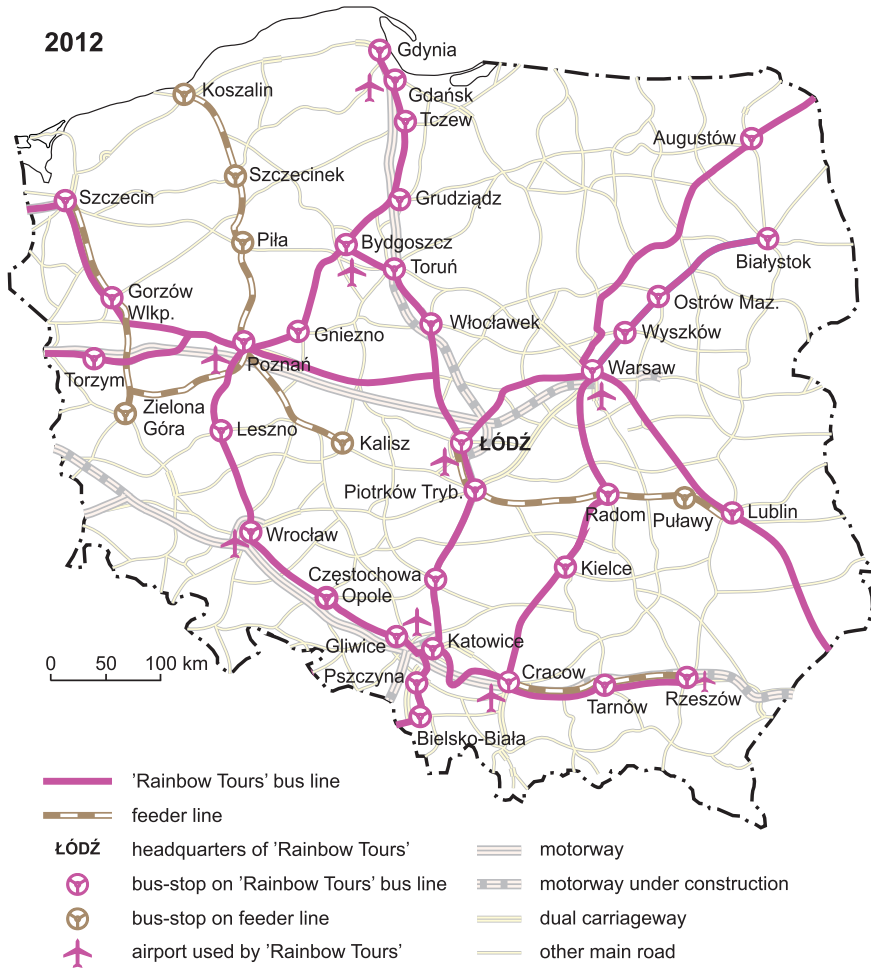 2012
Gdynia
Koszalin
Gdańsk
Tczew
Augustów
Szczecinek
Szczecin
Grudziądz
Piła
Bydgoszcz
Białystok
Toruń
Gorzów
Wlkp.
Ostrów Maz.
Gniezno
Włocławek
Wyszków
Poznań
Warsaw
Torzym
Zielona
Góra
Leszno
Kalisz
ŁÓDŹ
Piotrków Tryb.
Radom
Puławy
Lublin
Wrocław
Kielce
Częstochowa
Opole
Gliwice
Katowice
0 50 100 km
Pszczyna
Cracow
Tarnów
Rzeszów
Bielsko-Biała
'Rainbow Tours' bus line
feeder line
ŁÓDŹ headquarters of 'Rainbow Tours'
motorway
bus-stop on 'Rainbow Tours' bus line
motorway under construction
bus-stop on feeder line
dual carriageway
airport used by 'Rainbow Tours'
other main road